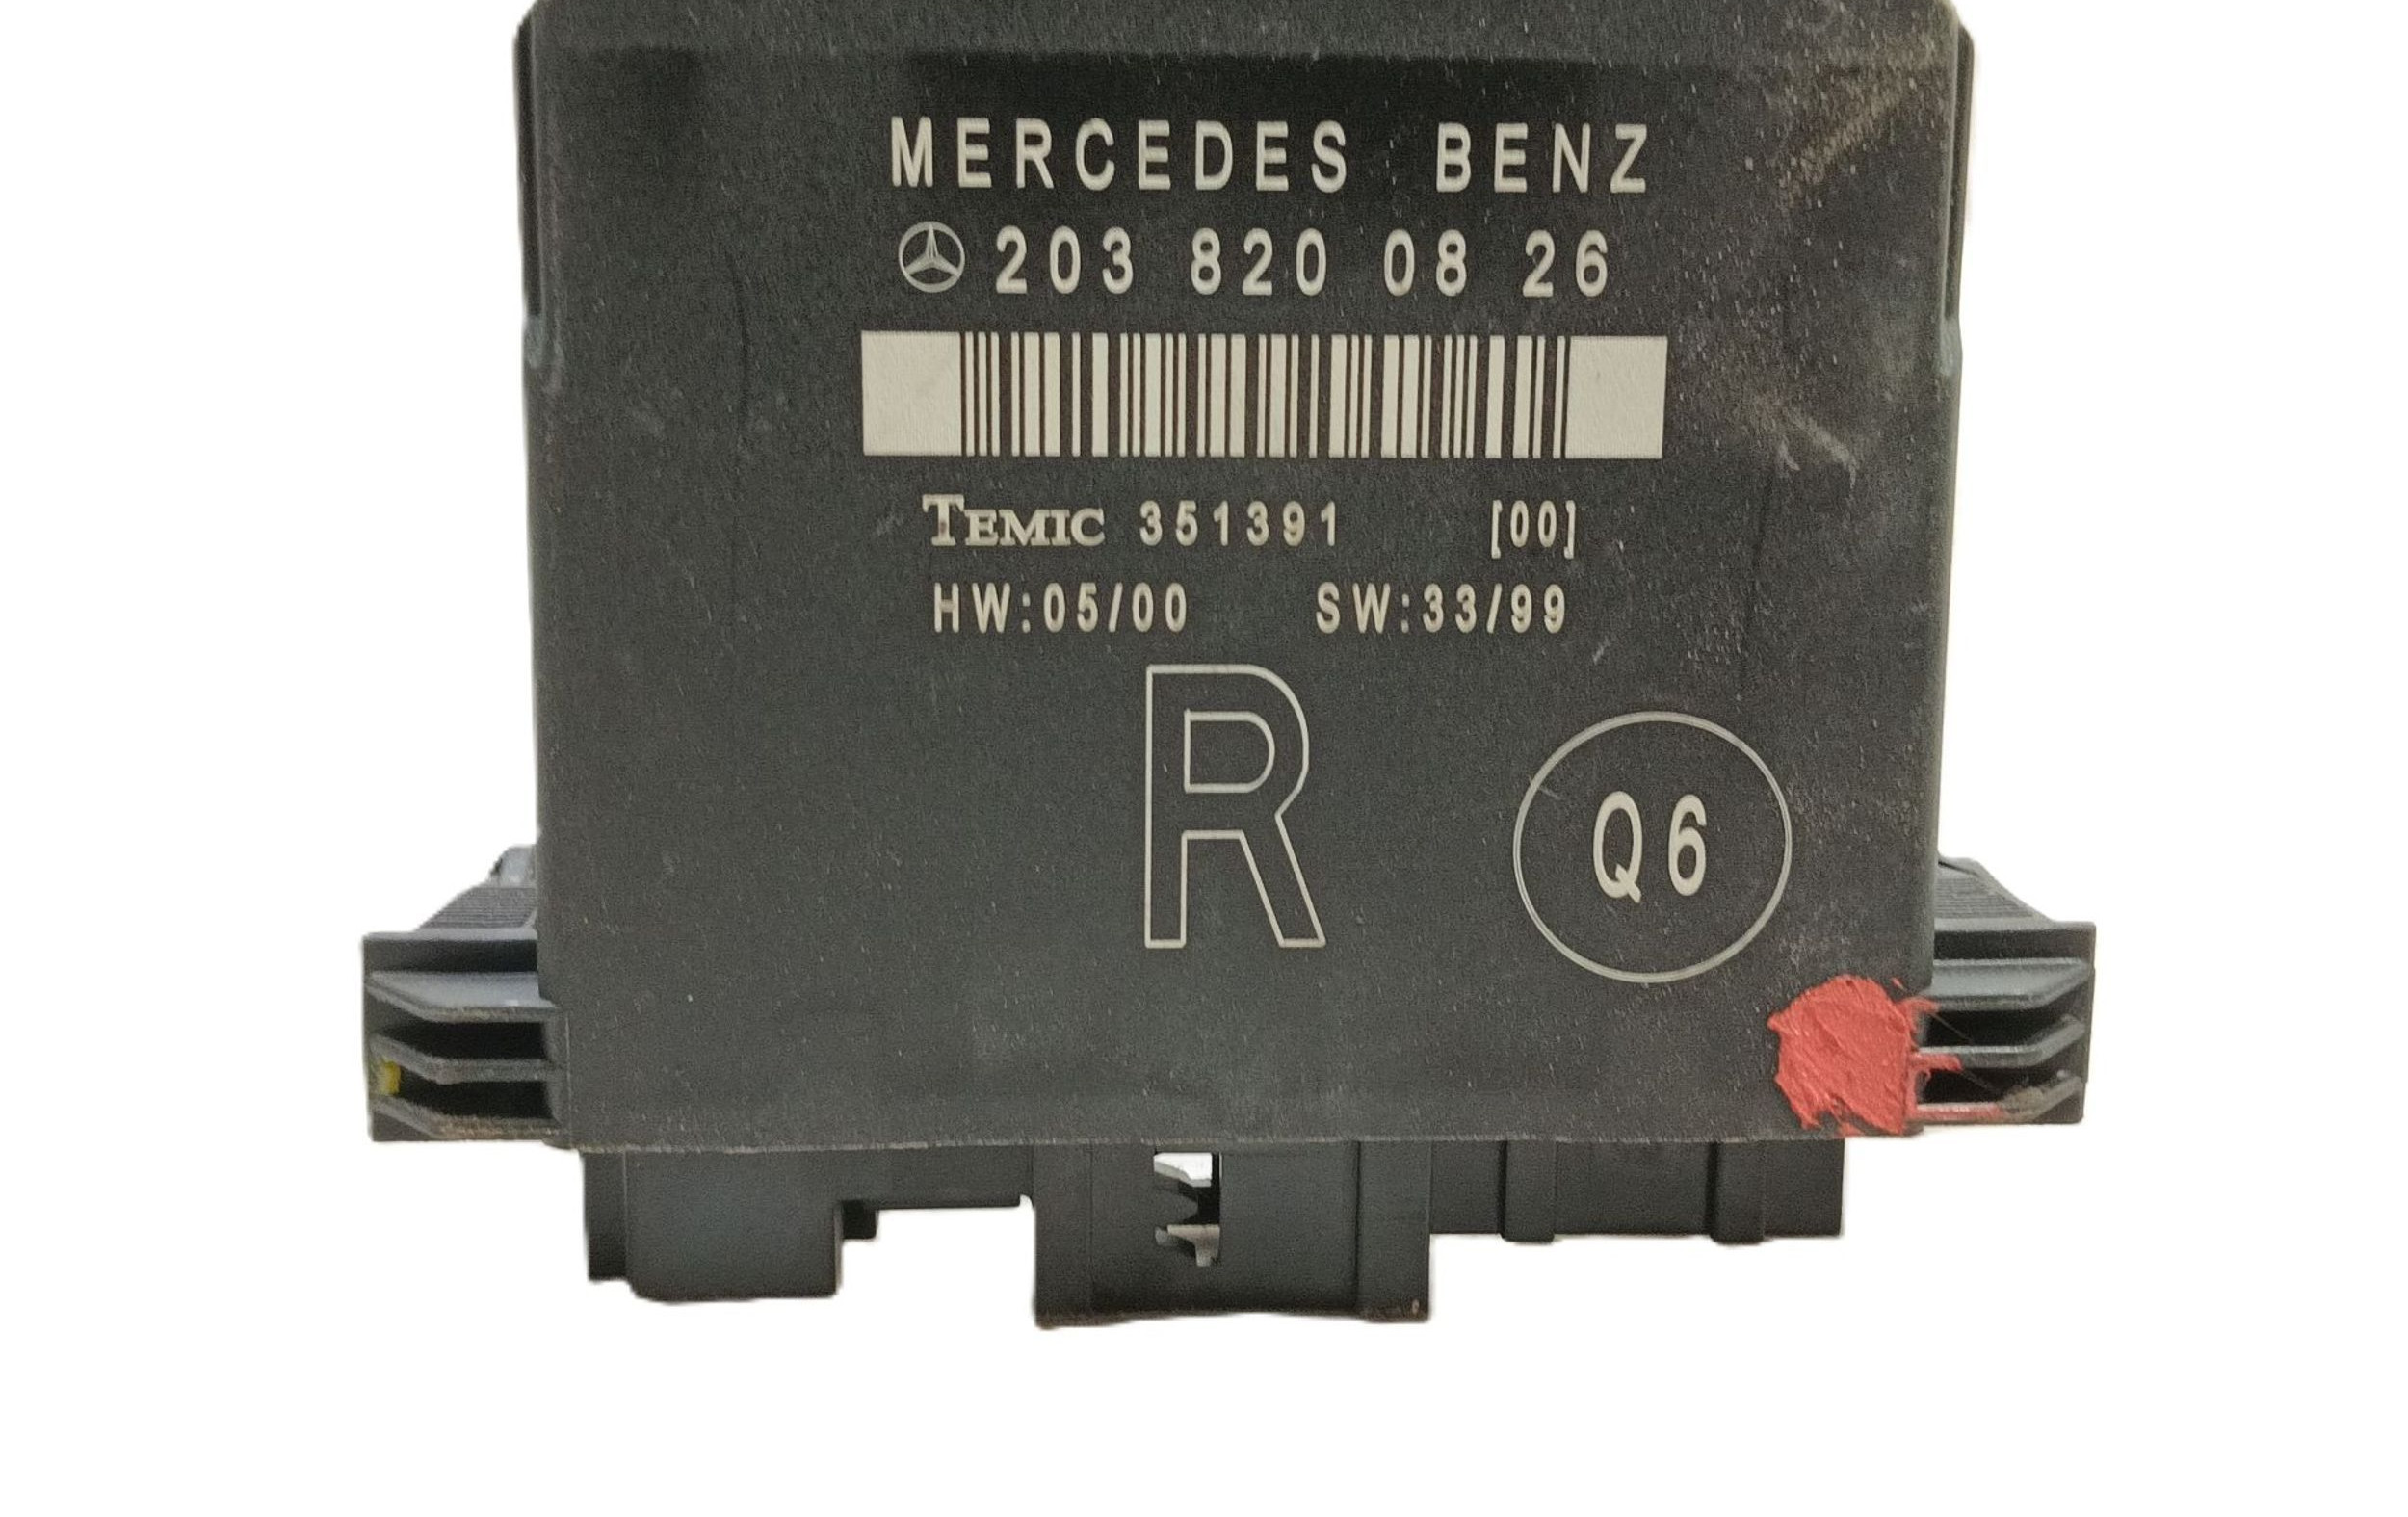 MERCEDES BENZ
203 820 08 26
TEMIC 351391 [00]
HW:05/00 SW:33/99
R
Q6